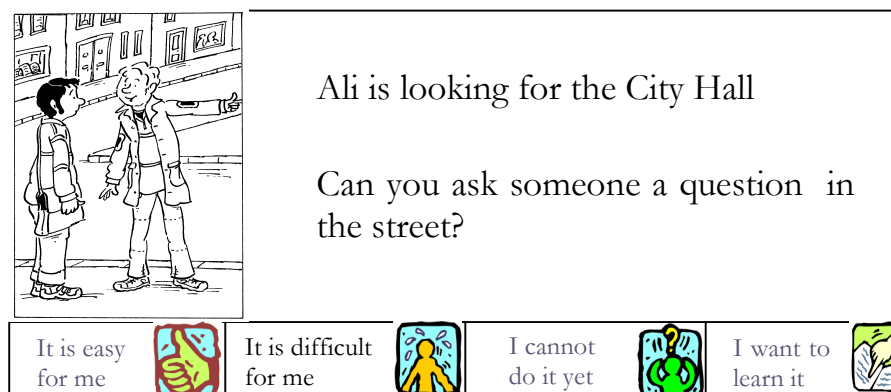 Ali is looking for the City Hall
Can you ask someone a question in
the street?
It is easy
for me
It is difficult
for me
I cannot
do it yet
I want to
learn it